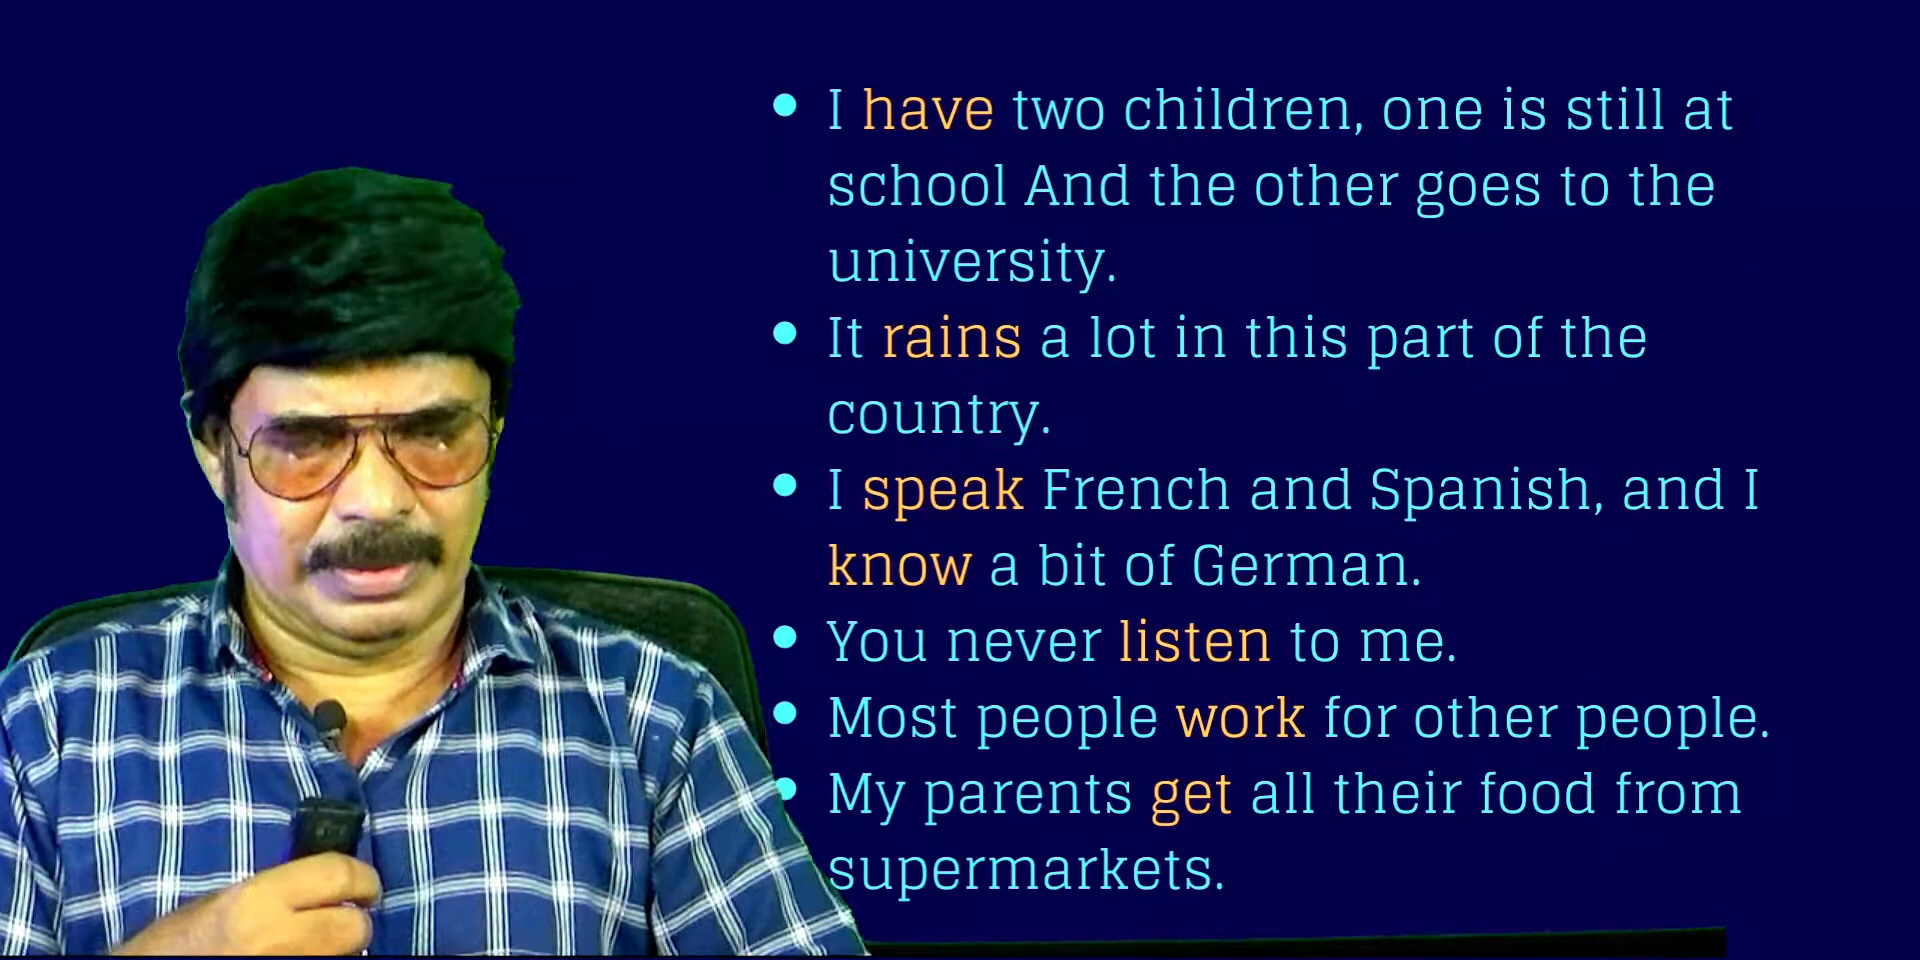 • I have two children, one is still at
school And the other goes to the
university.
• It rains a lot in this part of the
country.
• I speak French and Spanish, and I
know a bit of German.
• You never listen to me.
• Most people work for other people.
• My parents get all their food from
supermarkets.